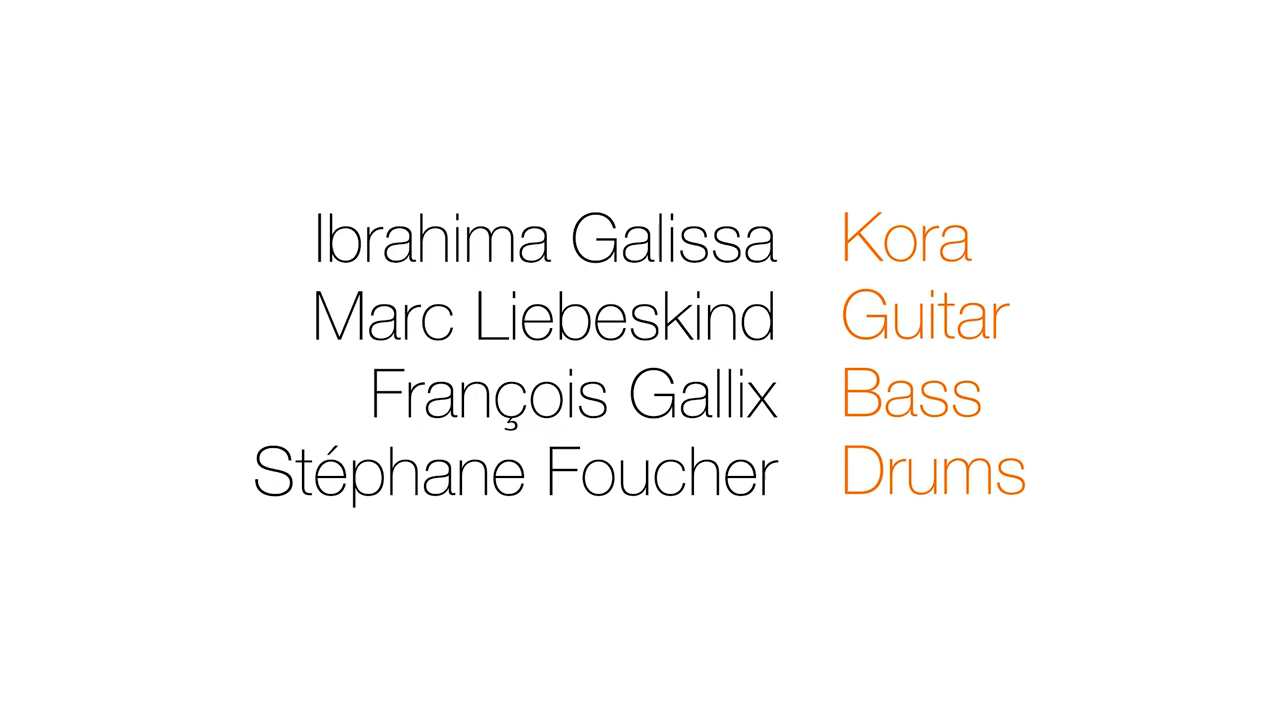 Ibrahima Galissa Kora
Marc Liebeskind Guitar
François Gallix Bass
Stéphane Foucher Drums